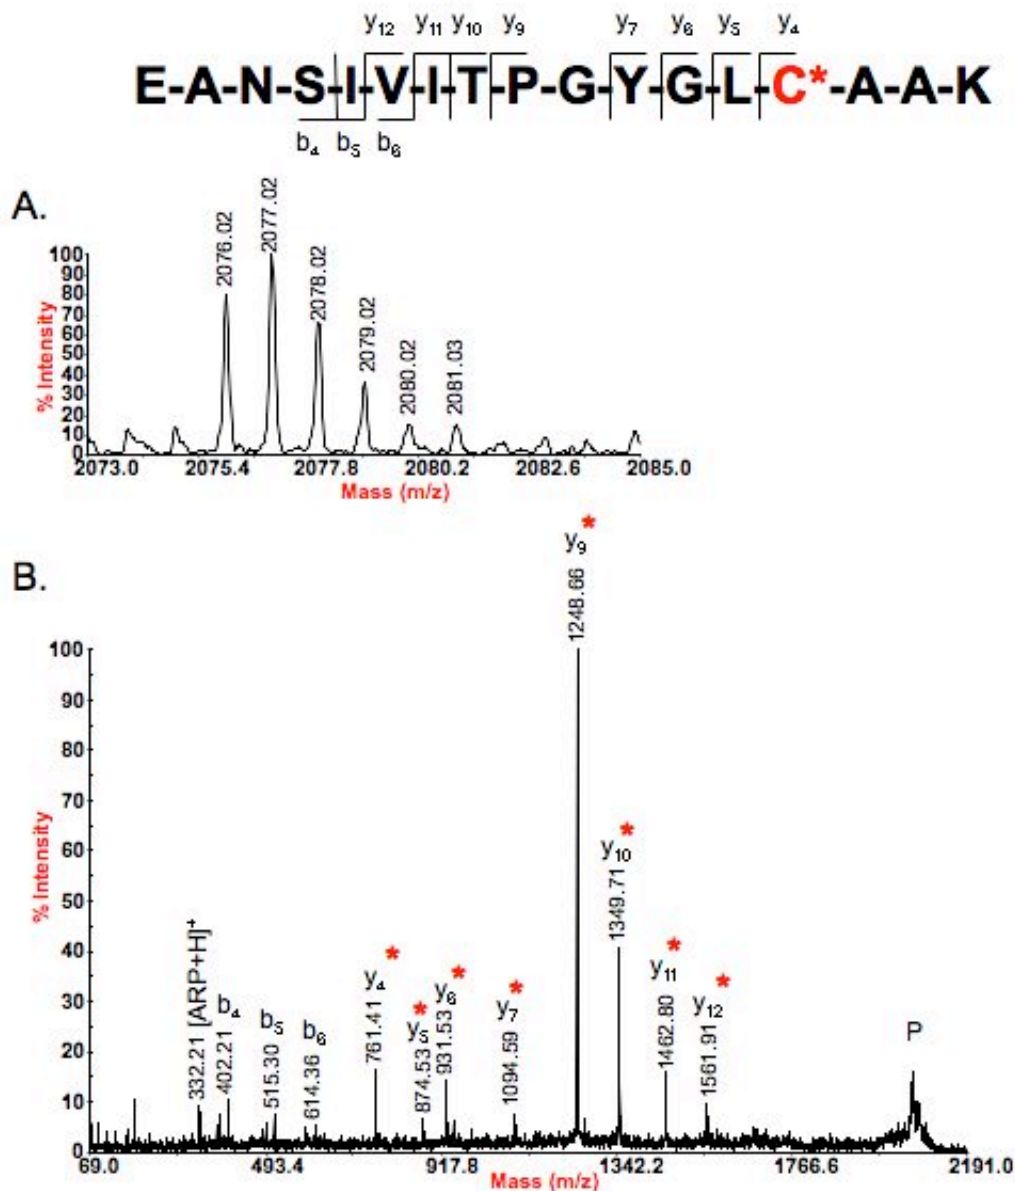 y₁₂ y₁₁ y₁₀ y₉ y₇ y₆ y₅ y₄
E-A-N-S-I-V-I-T-P-G-Y-G-L-C*-A-A-K
b₄ b₅ b₆
A.
2076.02
2077.02
2078.02
2079.02
2080.02
2081.03
100
90
80
70
60
50
40
30
20
10
0
% Intensity
2073.0 2075.4 2077.8 2080.2 2082.6 2085.0
Mass (m/z)
B.
100
90
80
70
60
50
40
30
20
10
0
% Intensity
332.21 [ARP+H]⁺
b₄
402.21
b₅
515.30
b₆
614.36
y₄ *
761.41
y₅ *
874.53
y₆ *
931.53
y₇ *
1094.59
y₉ *
1248.66
y₁₀ *
1349.71
y₁₁ *
1462.80
y₁₂ *
1561.91
P
69.0 493.4 917.8 1342.2 1766.6 2191.0
Mass (m/z)